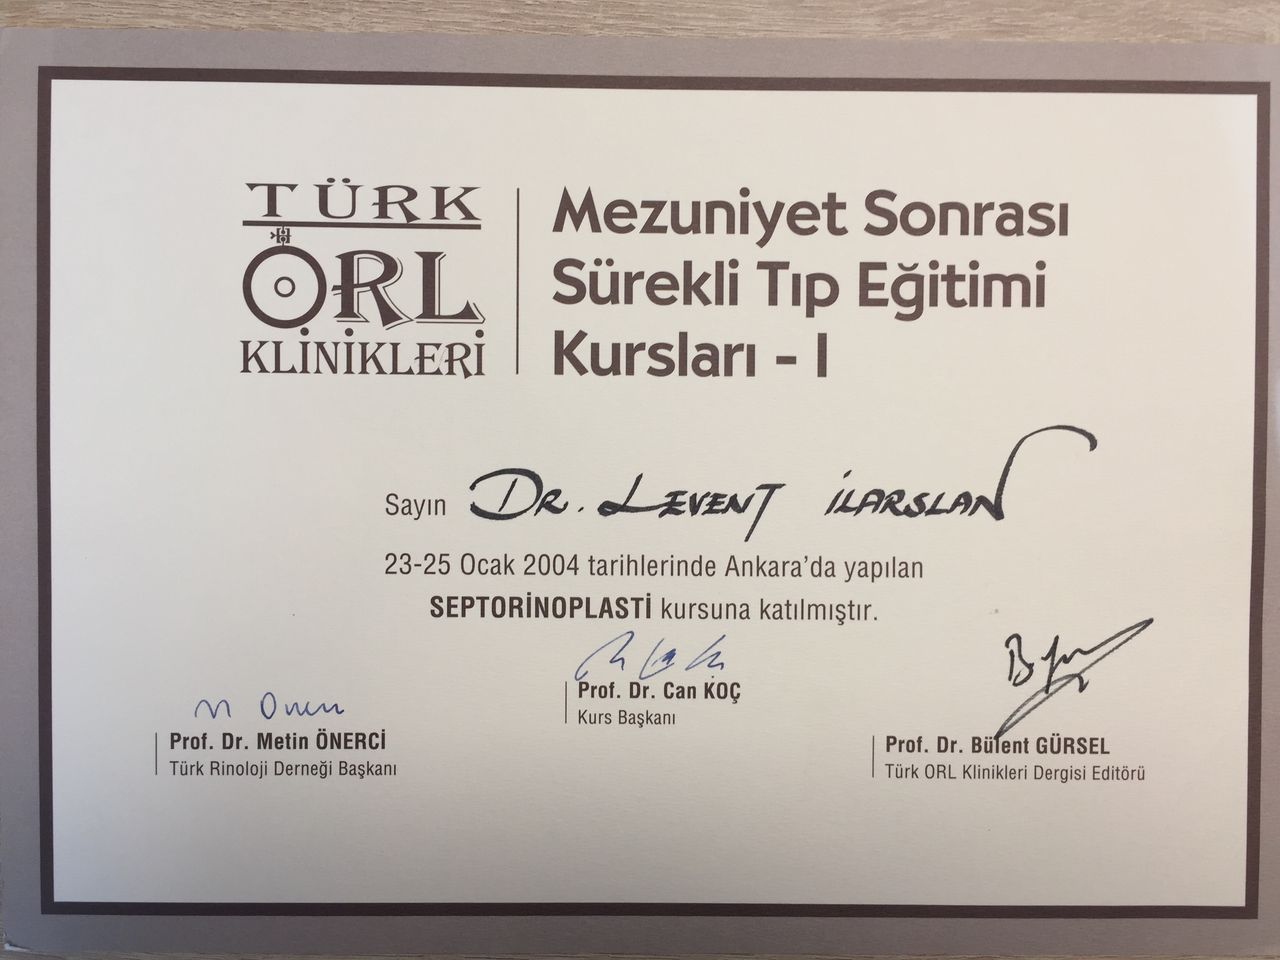 TÜRK
ORL
KLİNİKLERİ
Mezuniyet Sonrası
Sürekli Tıp Eğitimi
Kursları - I
Sayın DR. LEVENT İLARSLAN
23-25 Ocak 2004 tarihlerinde Ankara'da yapılan
SEPTORİNOPLASTİ kursuna katılmıştır.
Prof. Dr. Can KOÇ
Kurs Başkanı
M Önerci
Prof. Dr. Metin ÖNERCİ
Türk Rinoloji Derneği Başkanı
Prof. Dr. Bülent GÜRSEL
Türk ORL Klinikleri Dergisi Editörü